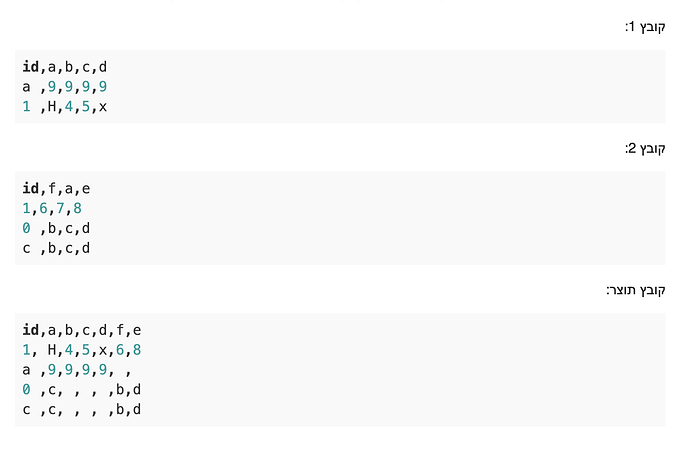 קובץ 1:
id,a,b,c,d
a ,9,9,9,9
1 ,H,4,5,x
קובץ 2:
id,f,a,e
1,6,7,8
0 ,b,c,d
c ,b,c,d
קובץ תוצר:
id,a,b,c,d,f,e
1, H,4,5,x,6,8
a ,9,9,9,9, ,
0 ,c, , , ,b,d
c ,c, , , ,b,d